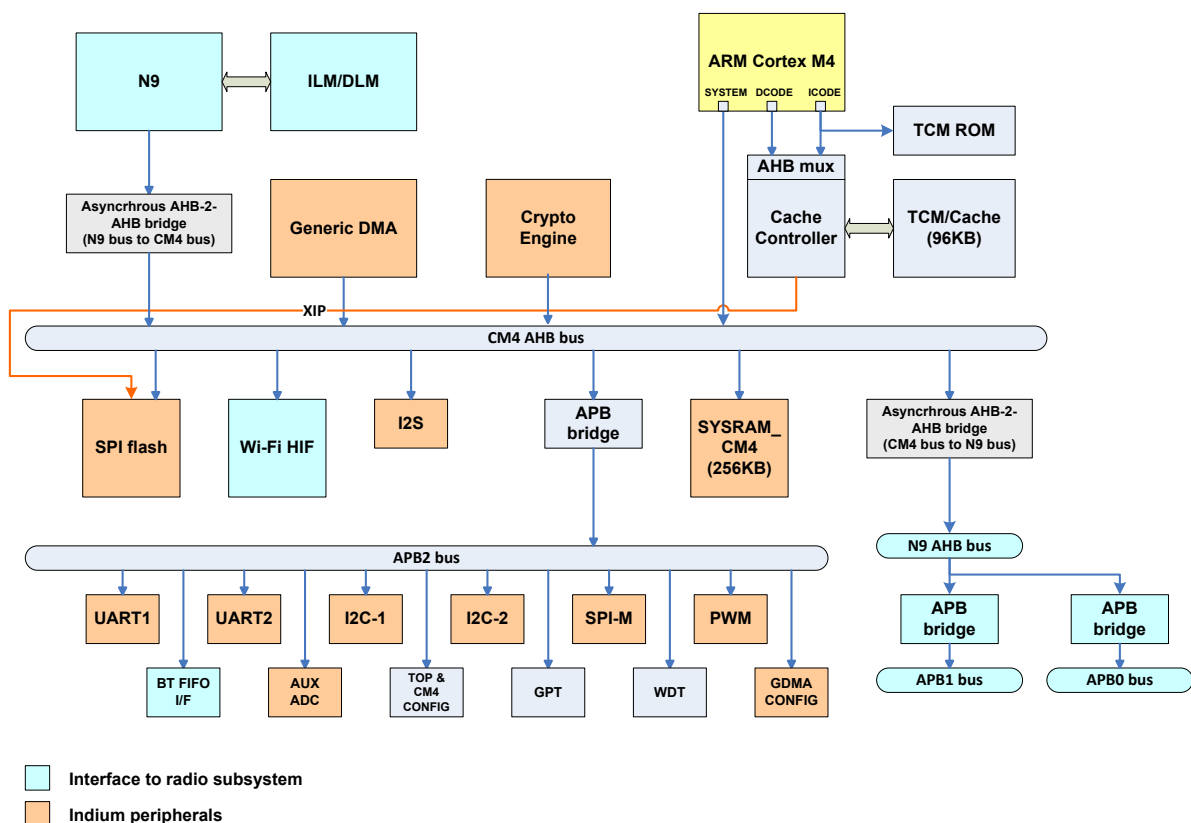 N9
ILM/DLM
ARM Cortex M4
SYSTEM
DCODE
ICODE
TCM ROM
AHB mux
Cache
Controller
TCM/Cache
(96KB)
Asyncrhrous AHB-2-
AHB bridge
(N9 bus to CM4 bus)
Generic DMA
Crypto
Engine
XIP
CM4 AHB bus
SPI flash
Wi-Fi HIF
I2S
APB
bridge
SYSRAM_
CM4
(256KB)
Asyncrhrous AHB-2-
AHB bridge
(CM4 bus to N9 bus)
N9 AHB bus
APB2 bus
UART1
UART2
I2C-1
I2C-2
SPI-M
PWM
APB
bridge
APB
bridge
BT FIFO
I/F
AUX
ADC
TOP &
CM4
CONFIG
GPT
WDT
GDMA
CONFIG
APB1 bus
APB0 bus
Interface to radio subsystem
Indium peripherals